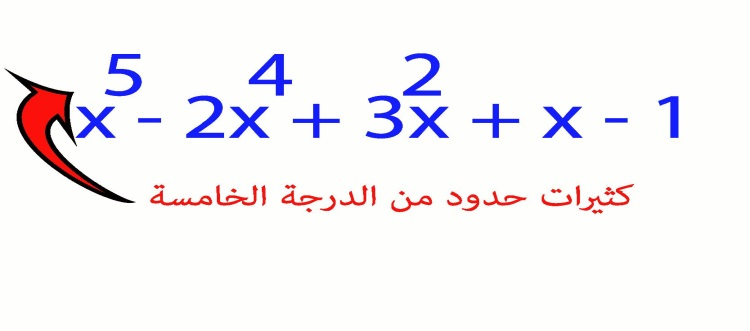 x⁵ - 2x⁴ + 3x² + x - 1
كثيرات حدود من الدرجة الخامسة